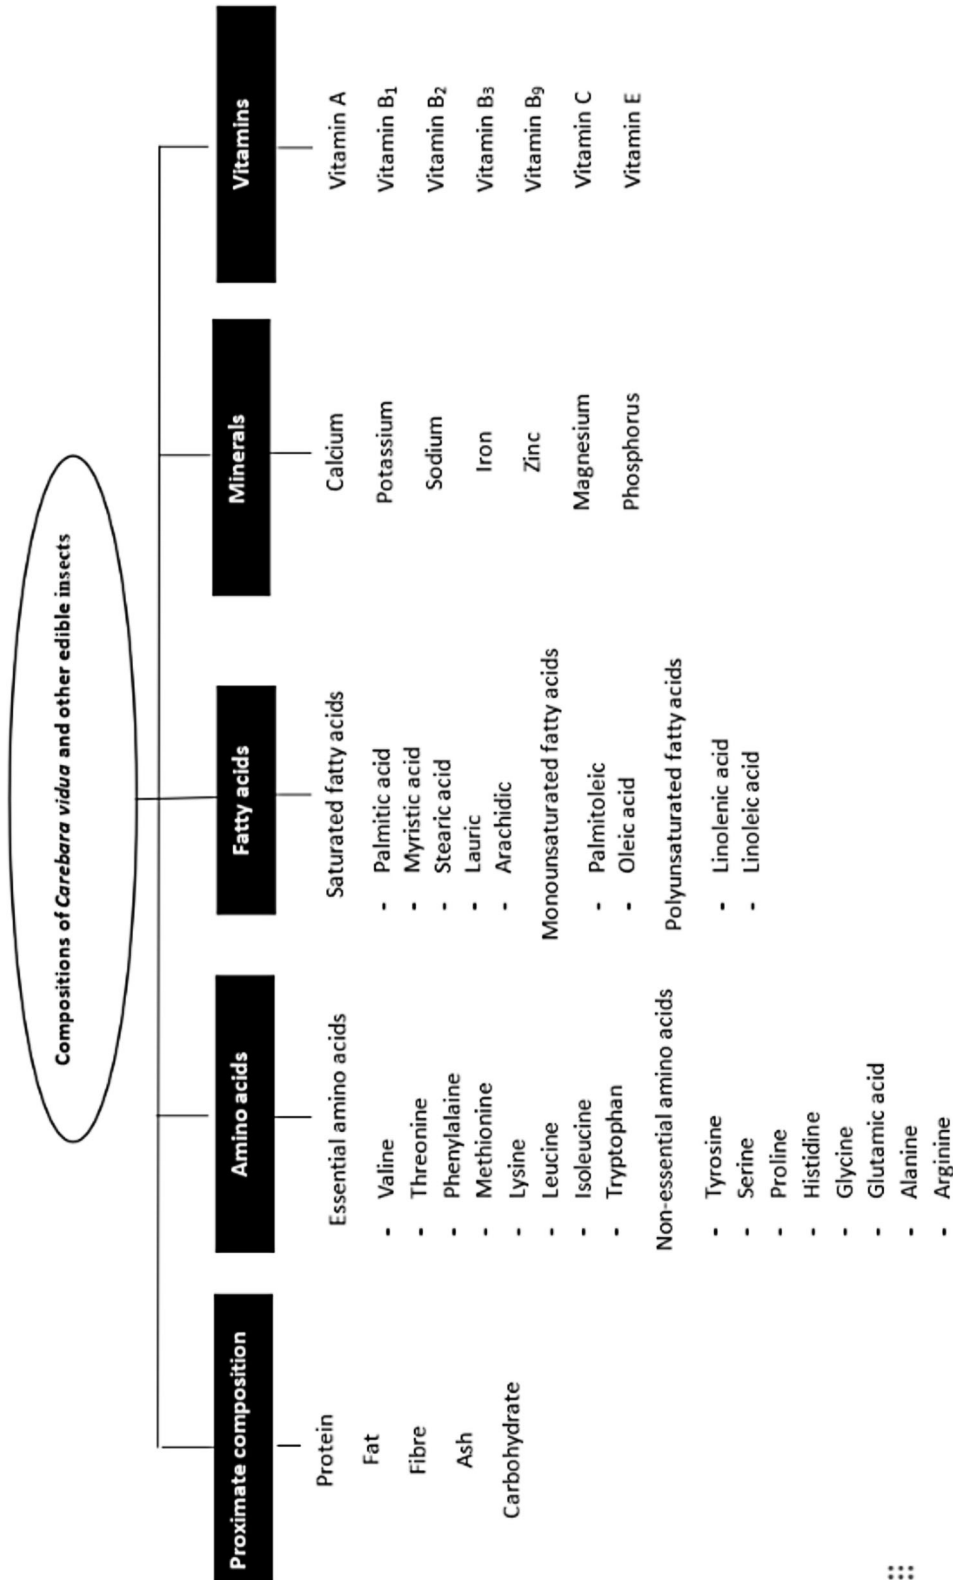 Compositions of Carebara vidua and other edible insects
Proximate composition
Protein
Fat
Fibre
Ash
Carbohydrate
Amino acids
Essential amino acids
- Valine
- Threonine
- Phenylalaine
- Methionine
- Lysine
- Leucine
- Isoleucine
- Tryptophan
Non-essential amino acids
- Tyrosine
- Serine
- Proline
- Histidine
- Glycine
- Glutamic acid
- Alanine
- Arginine
Fatty acids
Saturated fatty acids
- Palmitic acid
- Myristic acid
- Stearic acid
- Lauric
- Arachidic
Monounsaturated fatty acids
- Palmitoleic
- Oleic acid
Polyunsaturated fatty acids
- Linolenic acid
- Linoleic acid
Minerals
Calcium
Potassium
Sodium
Iron
Zinc
Magnesium
Phosphorus
Vitamins
Vitamin A
Vitamin B₁
Vitamin B₂
Vitamin B₃
Vitamin B₉
Vitamin C
Vitamin E